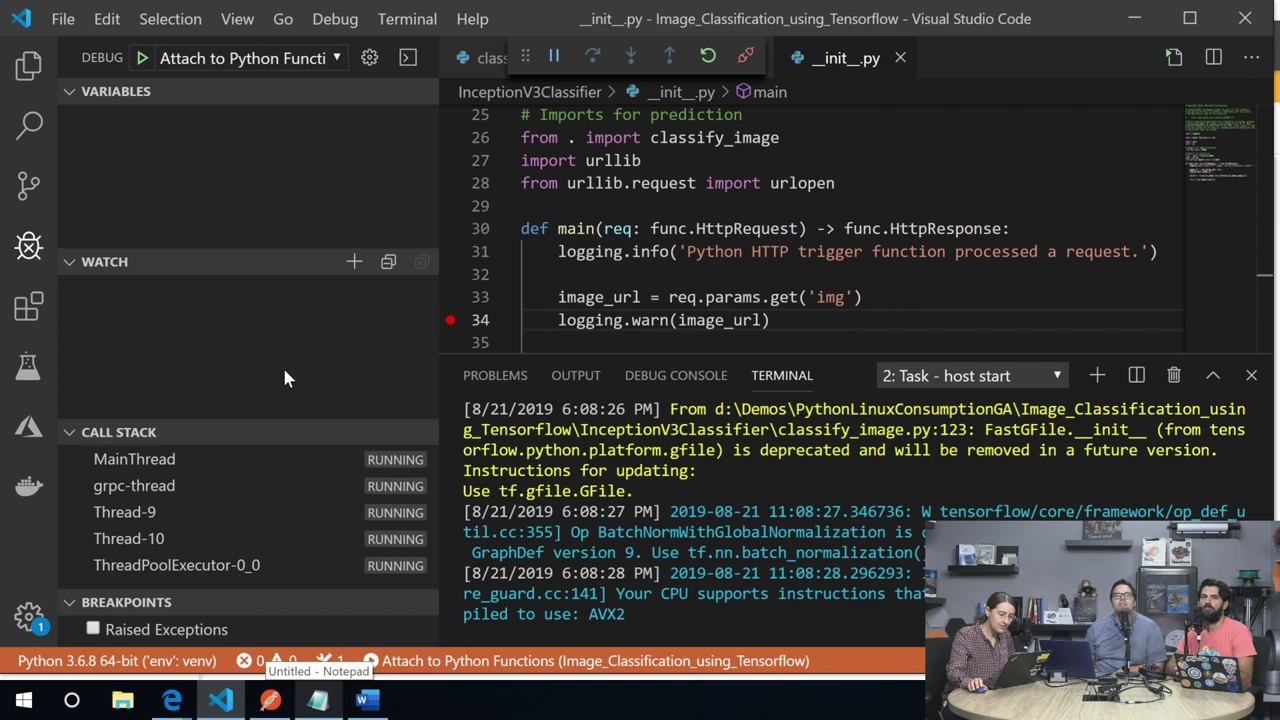 File Edit Selection View Go Debug Terminal Help
__init__.py - Image_Classification_using_Tensorflow - Visual Studio Code
DEBUG Attach to Python Functi
VARIABLES
WATCH
CALL STACK
MainThread RUNNING
grpc-thread RUNNING
Thread-9 RUNNING
Thread-10 RUNNING
ThreadPoolExecutor-0_0 RUNNING
BREAKPOINTS
Raised Exceptions
1
class
__init__.py
InceptionV3Classifier > __init__.py > main
25 # Imports for prediction
26 from . import classify_image
27 import urllib
28 from urllib.request import urlopen
29
30 def main(req: func.HttpRequest) -> func.HttpResponse:
31 logging.info('Python HTTP trigger function processed a request.')
32
33 image_url = req.params.get('img')
34 logging.warn(image_url)
35
PROBLEMS OUTPUT DEBUG CONSOLE TERMINAL 2: Task - host start
[8/21/2019 6:08:26 PM] From d:\Demos\PythonLinuxConsumptionGA\Image_Classification_usin
g_Tensorflow\InceptionV3Classifier\classify_image.py:123: FastGFile.__init__ (from tens
orflow.python.platform.gfile) is deprecated and will be removed in a future version.
Instructions for updating:
Use tf.gfile.GFile.
[8/21/2019 6:08:27 PM] 2019-08-21 11:08:27.346736: W tensorflow/core/framework/op_def_u
til.cc:355] Op BatchNormWithGlobalNormalization is
GraphDef version 9. Use tf.nn.batch_normalization()
[8/21/2019 6:08:28 PM] 2019-08-21 11:08:28.296293:
re_guard.cc:141] Your CPU supports instructions tha
piled to use: AVX2
Python 3.6.8 64-bit ('env': venv) 0 0 1 Attach to Python Functions (Image_Classification_using_Tensorflow)
Untitled - Notepad